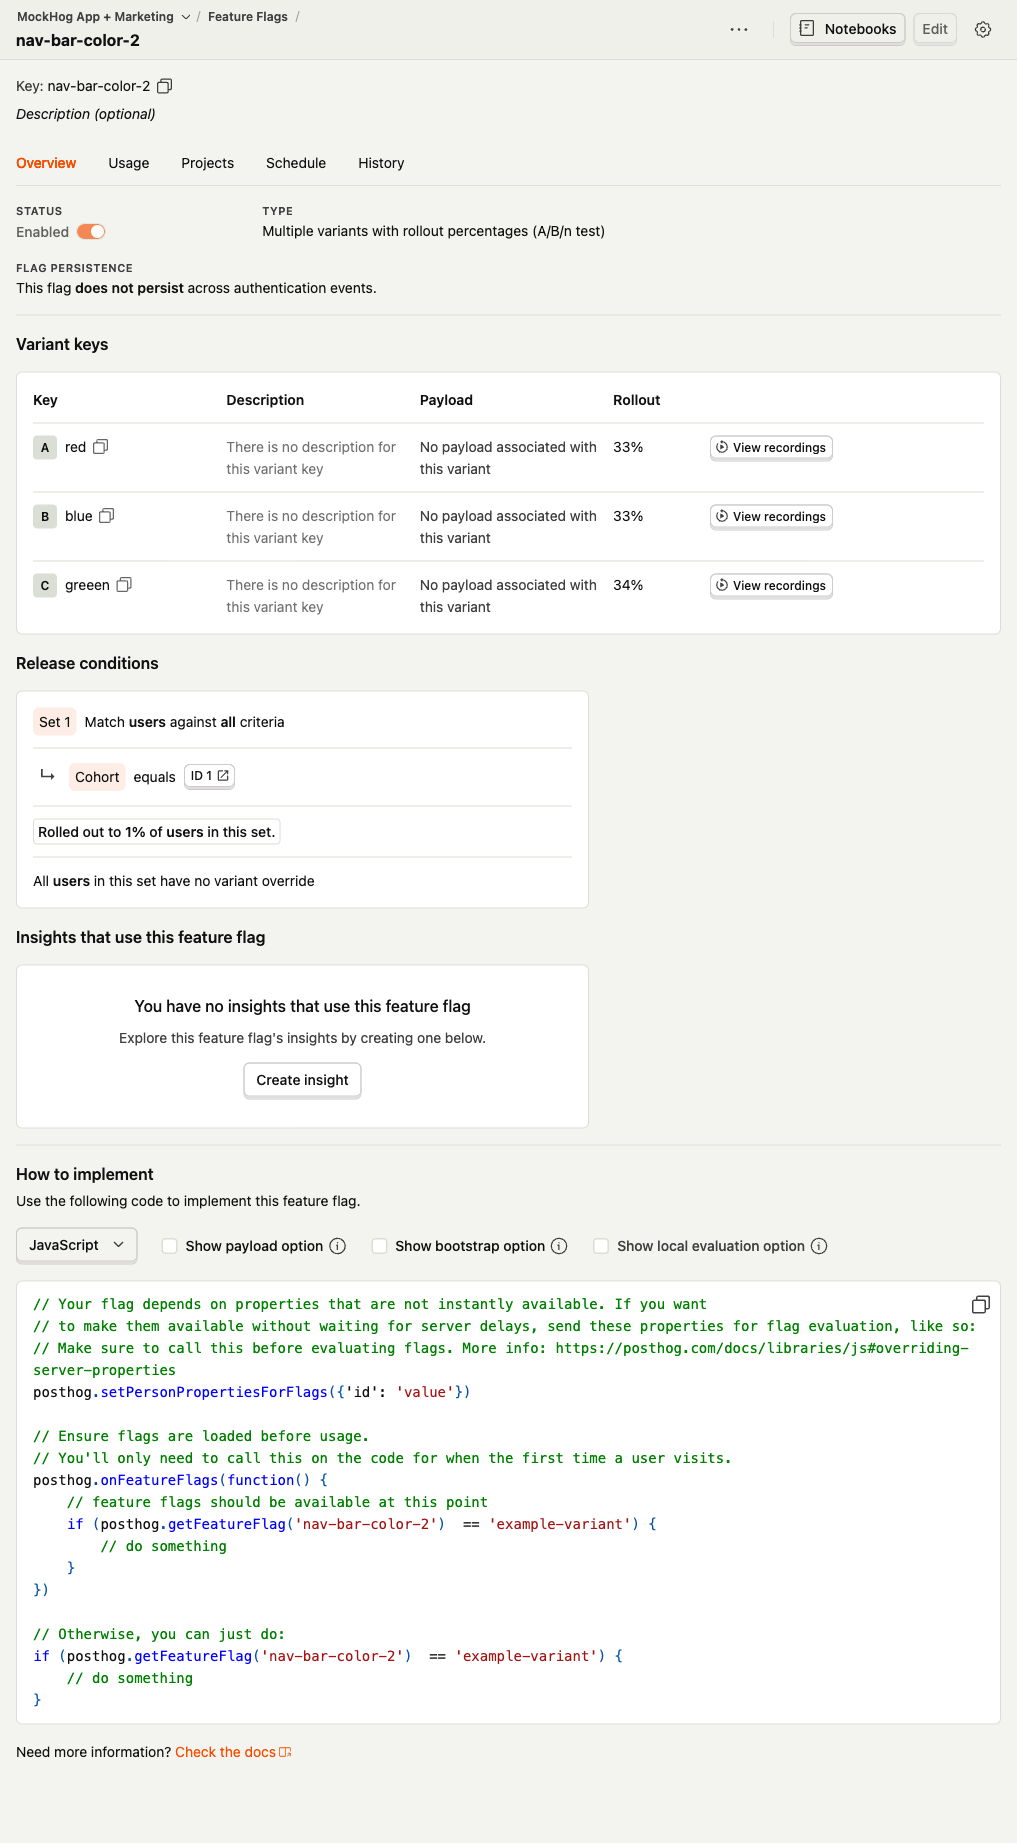 MockHog App + Marketing / Feature Flags /
nav-bar-color-2
Notebooks
Edit
Key: nav-bar-color-2
Description (optional)
Overview
Usage
Projects
Schedule
History
STATUS
TYPE
Enabled
Multiple variants with rollout percentages (A/B/n test)
FLAG PERSISTENCE
This flag does not persist across authentication events.
Variant keys
Key
Description
Payload
Rollout
A red
There is no description for
this variant key
No payload associated with
this variant
33%
View recordings
B blue
There is no description for
this variant key
No payload associated with
this variant
33%
View recordings
C greeen
There is no description for
this variant key
No payload associated with
this variant
34%
View recordings
Release conditions
Set 1 Match users against all criteria
Cohort equals ID 1
Rolled out to 1% of users in this set.
All users in this set have no variant override
Insights that use this feature flag
You have no insights that use this feature flag
Explore this feature flag's insights by creating one below.
Create insight
How to implement
Use the following code to implement this feature flag.
JavaScript
Show payload option
Show bootstrap option
Show local evaluation option
// Your flag depends on properties that are not instantly available. If you want
// to make them available without waiting for server delays, send these properties for flag evaluation, like so:
// Make sure to call this before evaluating flags. More info: https://posthog.com/docs/libraries/js#overriding-
server-properties
posthog.setPersonPropertiesForFlags({'id': 'value'})
// Ensure flags are loaded before usage.
// You'll only need to call this on the code for when the first time a user visits.
posthog.onFeatureFlags(function() {
    // feature flags should be available at this point
    if (posthog.getFeatureFlag('nav-bar-color-2')  == 'example-variant') {
        // do something
    }
})
// Otherwise, you can just do:
if (posthog.getFeatureFlag('nav-bar-color-2')  == 'example-variant') {
    // do something
}
Need more information? Check the docs